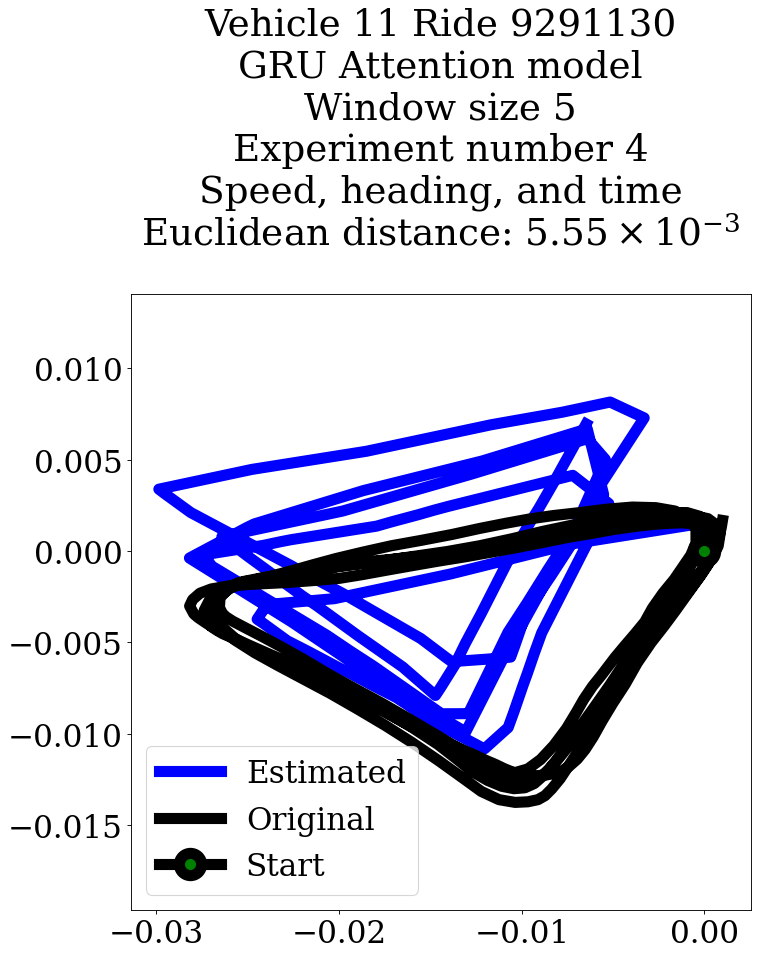 Vehicle 11 Ride 9291130
GRU Attention model
Window size 5
Experiment number 4
Speed, heading, and time
Euclidean distance: 5.55 × 10⁻³
0.010
0.005
0.000
−0.005
−0.010
−0.015
Estimated
Original
Start
−0.03 −0.02 −0.01 0.00